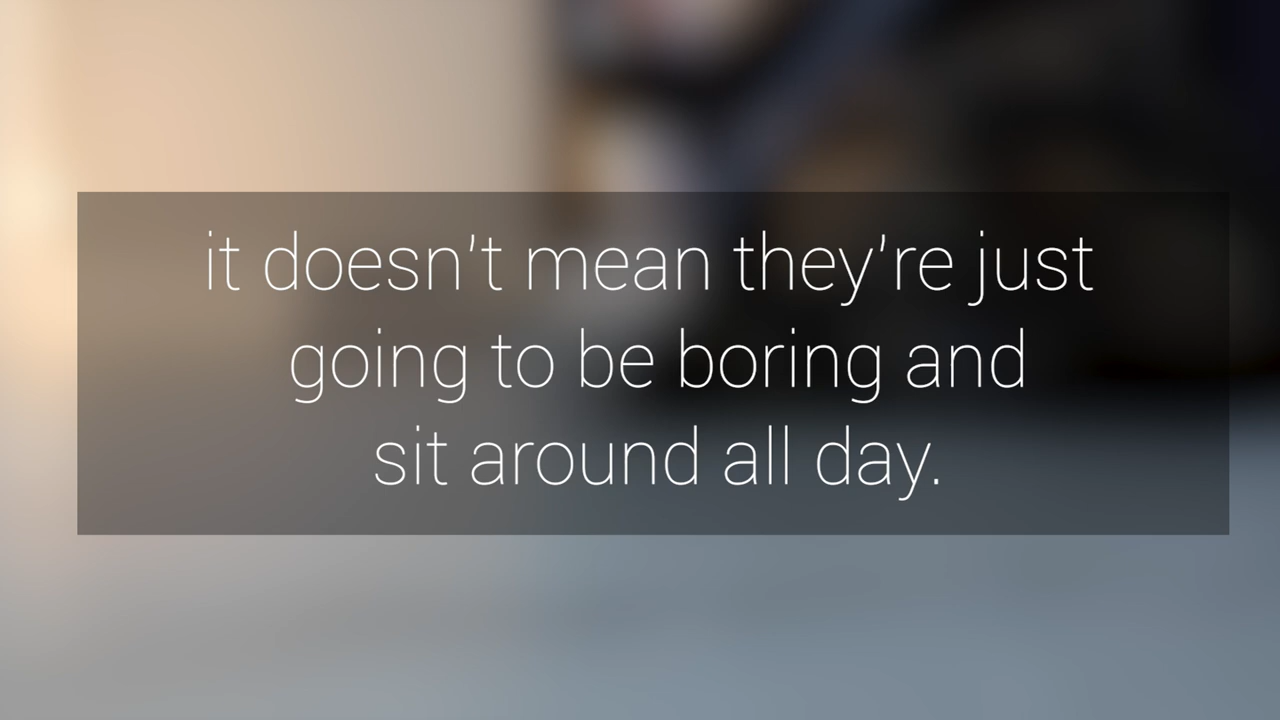 it doesn't mean they're just
going to be boring and
sit around all day.